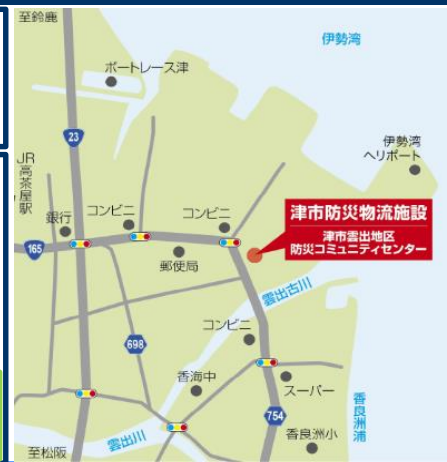 至鈴鹿
伊勢湾
ボートレース津
伊勢湾
ヘリポート
23
JR
高茶屋駅
銀行
コンビニ
コンビニ
津市防災物流施設
津市雲出地区
防災コミュニティセンター
165
郵便局
雲出古川
コンビニ
698
香海中
スーパー
香良洲浦
754
雲出川
香良洲小
至松阪